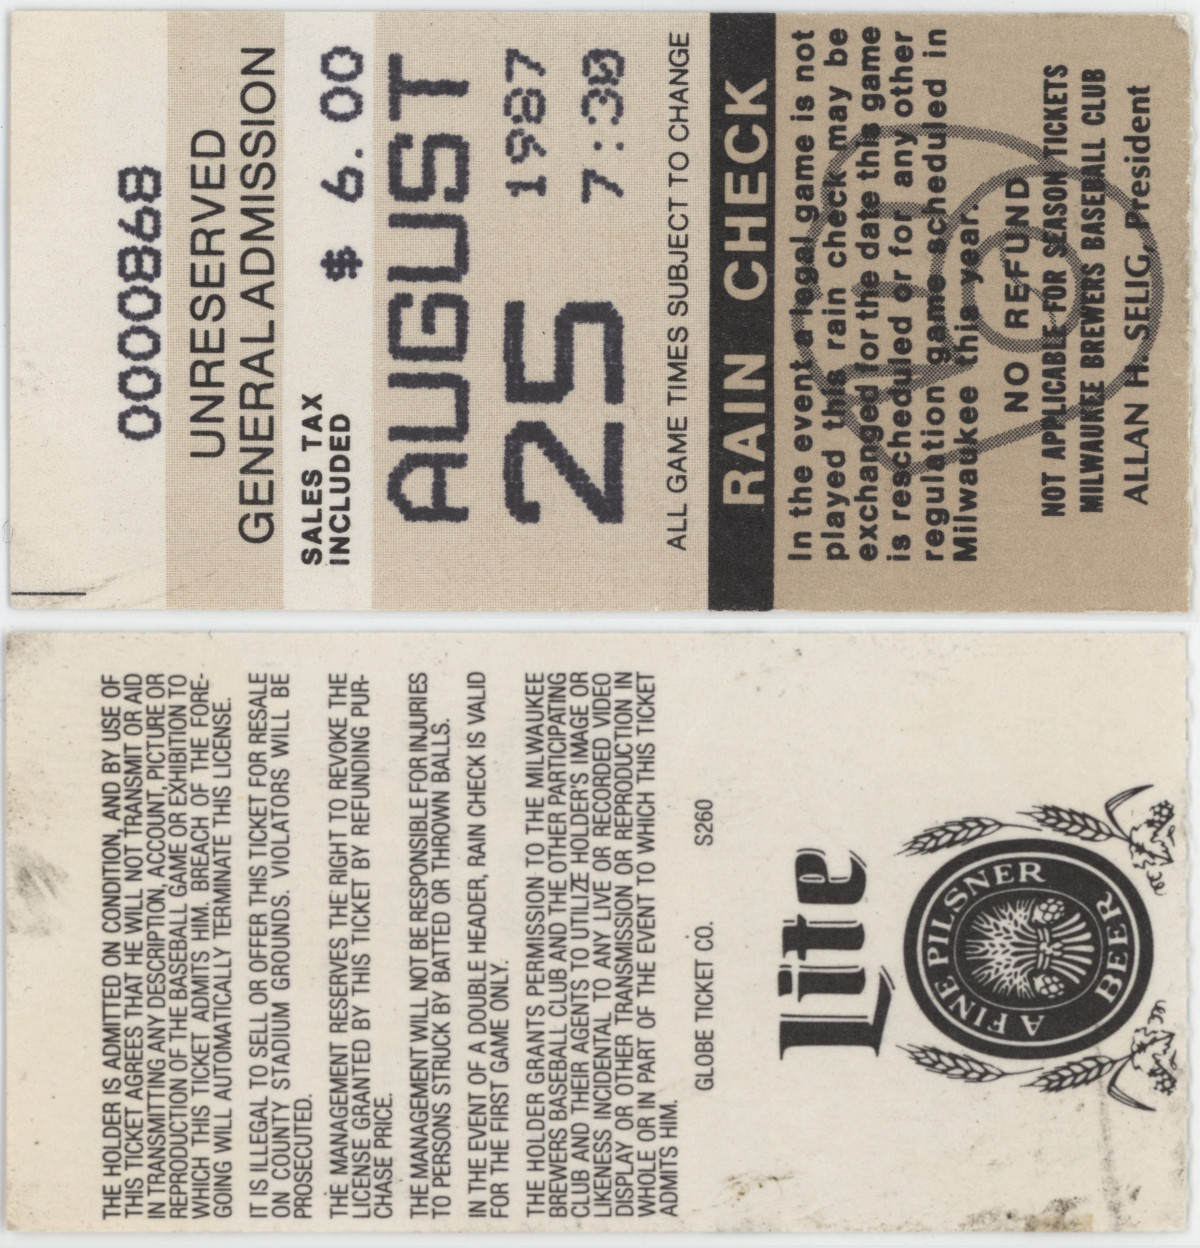 000868
UNRESERVED
GENERAL ADMISSION
SALES TAX
INCLUDED
$ 6.00
AUGUST
25
1987
7:30
ALL GAME TIMES SUBJECT TO CHANGE
RAIN CHECK
In the event a legal game is not
played this rain check may be
exchanged for the date this game
is rescheduled or for any other
regulation game scheduled in
Milwaukee this year.
NO REFUND
NOT APPLICABLE FOR SEASON TICKETS
MILWAUKEE BREWERS BASEBALL CLUB
ALLAN H. SELIG, President
THE HOLDER IS ADMITTED ON CONDITION, AND BY USE OF
THIS TICKET AGREES THAT HE WILL NOT TRANSMIT OR AID
IN TRANSMITTING ANY DESCRIPTION, ACCOUNT, PICTURE OR
REPRODUCTION OF THE BASEBALL GAME OR EXHIBITION TO
WHICH THIS TICKET ADMITS HIM. BREACH OF THE FORE-
GOING WILL AUTOMATICALLY TERMINATE THIS LICENSE.
IT IS ILLEGAL TO SELL OR OFFER THIS TICKET FOR RESALE
ON COUNTY STADIUM GROUNDS. VIOLATORS WILL BE
PROSECUTED.
THE MANAGEMENT RESERVES THE RIGHT TO REVOKE THE
LICENSE GRANTED BY THIS TICKET BY REFUNDING PUR-
CHASE PRICE.
THE MANAGEMENT WILL NOT BE RESPONSIBLE FOR INJURIES
TO PERSONS STRUCK BY BATTED OR THROWN BALLS.
IN THE EVENT OF A DOUBLE HEADER, RAIN CHECK IS VALID
FOR THE FIRST GAME ONLY.
THE HOLDER GRANTS PERMISSION TO THE MILWAUKEE
BREWERS BASEBALL CLUB AND THE OTHER PARTICIPATING
CLUB AND THEIR AGENTS TO UTILIZE HOLDER'S IMAGE OR
LIKENESS INCIDENTAL TO ANY LIVE OR RECORDED VIDEO
DISPLAY OR OTHER TRANSMISSION OR REPRODUCTION IN
WHOLE OR IN PART OF THE EVENT TO WHICH THIS TICKET
ADMITS HIM.
GLOBE TICKET CO. S260
Lite
A FINE PILSNER
BEER